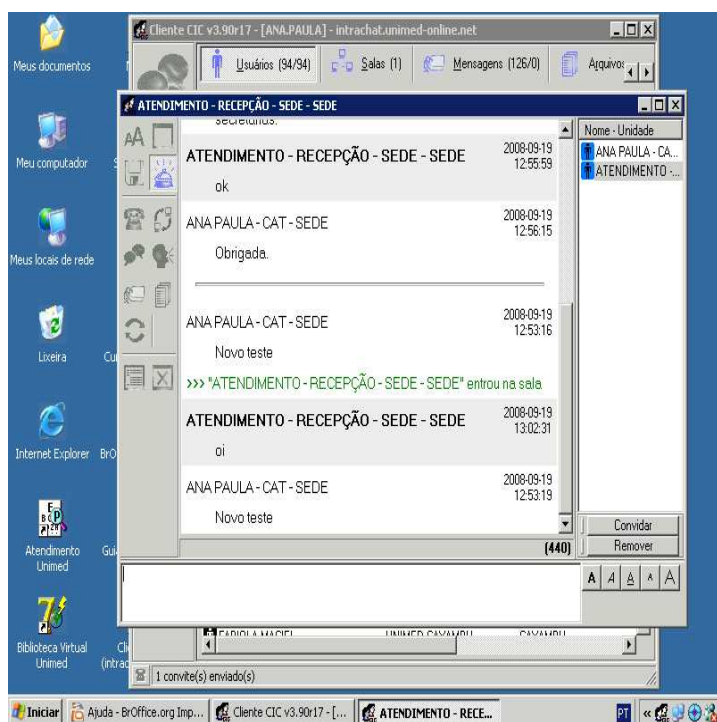 Cliente CIC v3.90r17 - [ANA.PAULA] - intrachat.unimed-online.net
Usuários (94/94)
Salas (1)
Mensagens (126/0)
Arquivos
ATENDIMENTO - RECEPÇÃO - SEDE - SEDE
ATENDIMENTO - RECEPÇÃO - SEDE - SEDE
2008-09-19
12:55:59
ok
ANA PAULA - CAT - SEDE
2008-09-19
12:56:15
Obrigada.
ANA PAULA - CAT - SEDE
2008-09-19
12:53:16
Novo teste
>>> "ATENDIMENTO - RECEPÇÃO - SEDE - SEDE" entrou na sala
ATENDIMENTO - RECEPÇÃO - SEDE - SEDE
2008-09-19
13:02:31
oi
ANA PAULA - CAT - SEDE
2008-09-19
12:53:19
Novo teste
(440)
Nome - Unidade
ANA PAULA - CA...
ATENDIMENTO -...
Convidar
Remover
A A A A A
1 convite(s) enviado(s)
Meus documentos
Meu computador
Meus locais de rede
Lixeira
Internet Explorer
Atendimento
Unimed
Biblioteca Virtual
Unimed
Iniciar
Ajuda - BrOffice.org Imp...
Cliente CIC v3.90r17 - [...
ATENDIMENTO - RECE...
PT